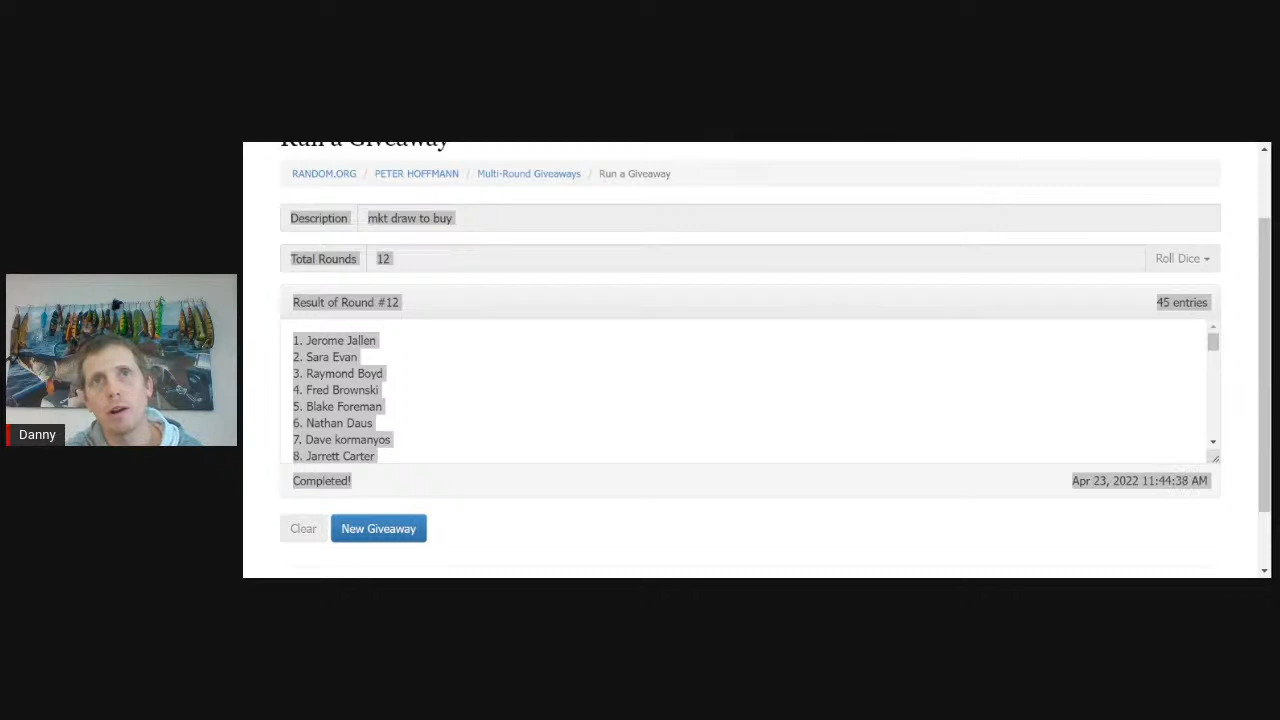 Run a Giveaway
RANDOM.ORG / PETER HOFFMANN / Multi-Round Giveaways / Run a Giveaway
Description mkt draw to buy
Total Rounds 12 Roll Dice
Result of Round #12 45 entries
1. Jerome Jallen
2. Sara Evan
3. Raymond Boyd
4. Fred Brownski
5. Blake Foreman
6. Nathan Daus
7. Dave kormanyos
8. Jarrett Carter
Danny
Completed! Apr 23, 2022 11:44:38 AM
Clear New Giveaway